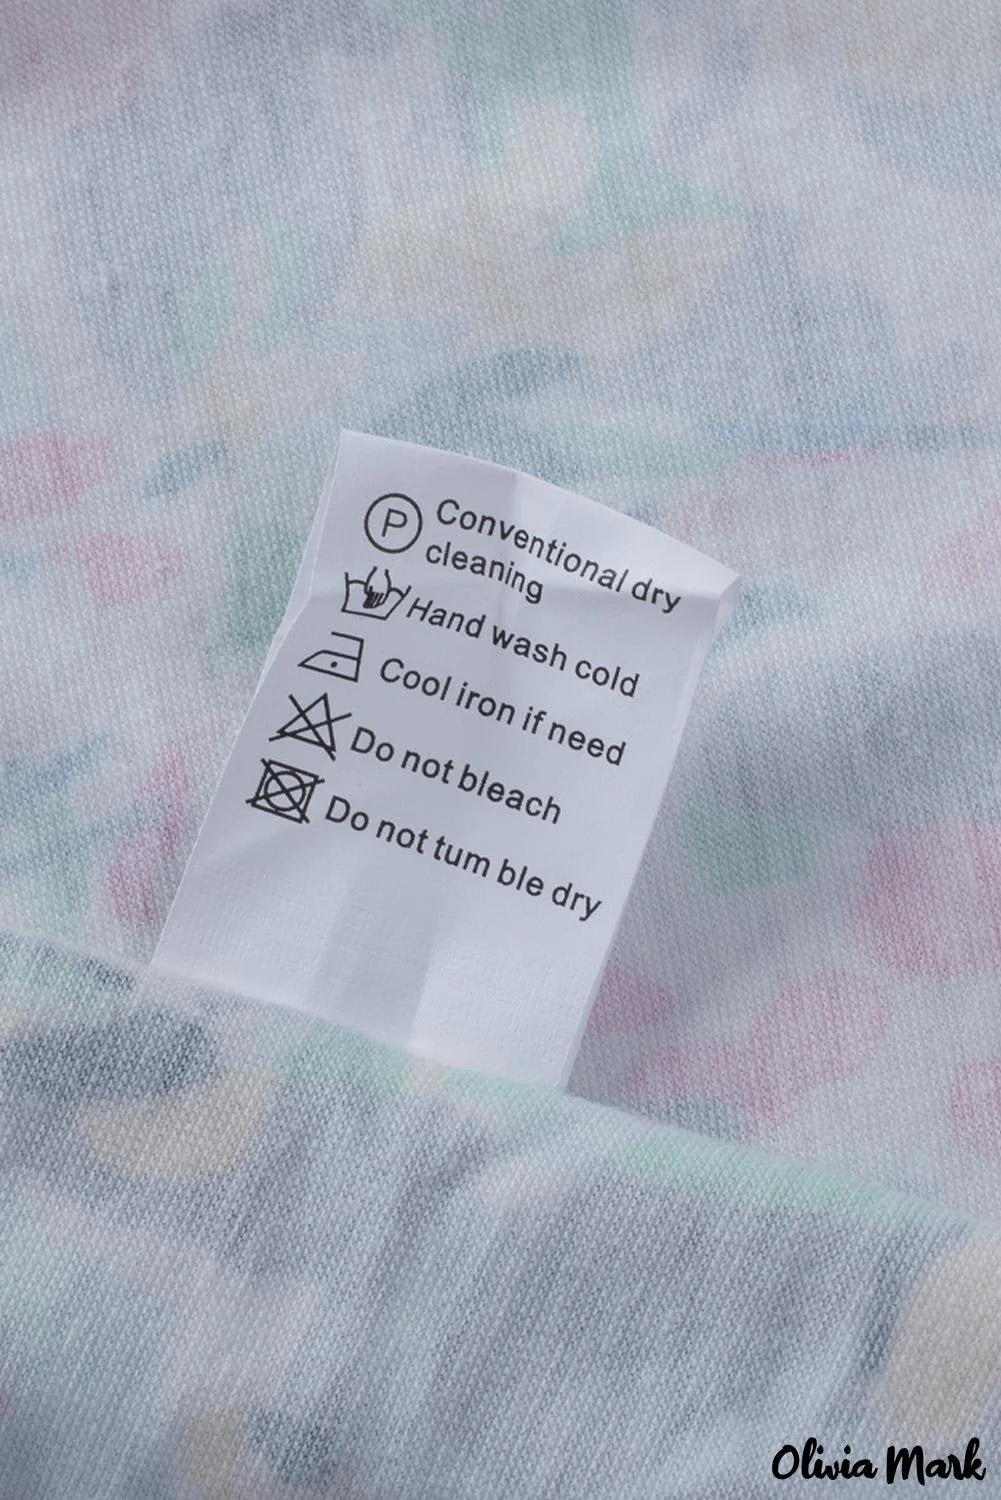 P Conventional dry
cleaning
Hand wash cold
Cool iron if need
Do not bleach
Do not tum ble dry
Olivia Mark